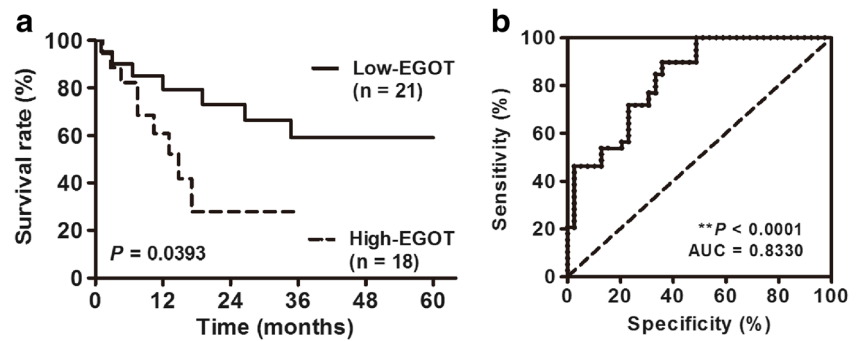 a
100
80
60
40
20
0
Survival rate (%)
0 12 24 36 48 60
Time (months)
Low-EGOT
(n = 21)
High-EGOT
(n = 18)
P = 0.0393
b
100
80
60
40
20
0
Sensitivity (%)
0 20 40 60 80 100
Specificity (%)
**P < 0.0001
AUC = 0.8330